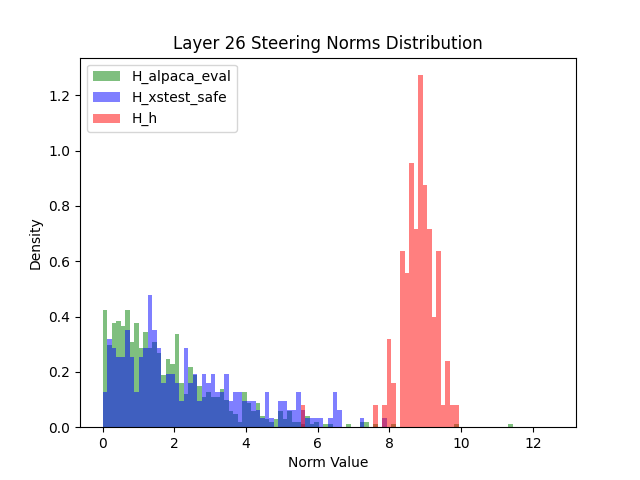 Layer 26 Steering Norms Distribution
H_alpaca_eval
H_xstest_safe
H_h
Density
1.2
1.0
0.8
0.6
0.4
0.2
0.0
0 2 4 6 8 10 12
Norm Value